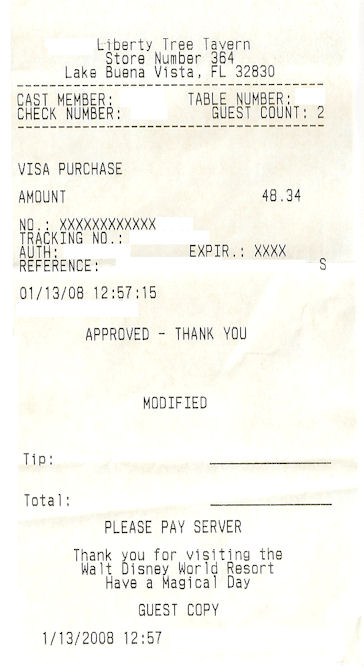 Liberty Tree Tavern
Store Number 364
Lake Buena Vista, FL 32830
CAST MEMBER: TABLE NUMBER:
CHECK NUMBER: GUEST COUNT: 2
VISA PURCHASE
AMOUNT 48.34
NO.: XXXXXXXXXXXX
TRACKING NO.:
AUTH: EXPIR.: XXXX
REFERENCE: S
01/13/08 12:57:15
APPROVED - THANK YOU
MODIFIED
Tip:
Total:
PLEASE PAY SERVER
Thank you for visiting the
Walt Disney World Resort
Have a Magical Day
GUEST COPY
1/13/2008 12:57